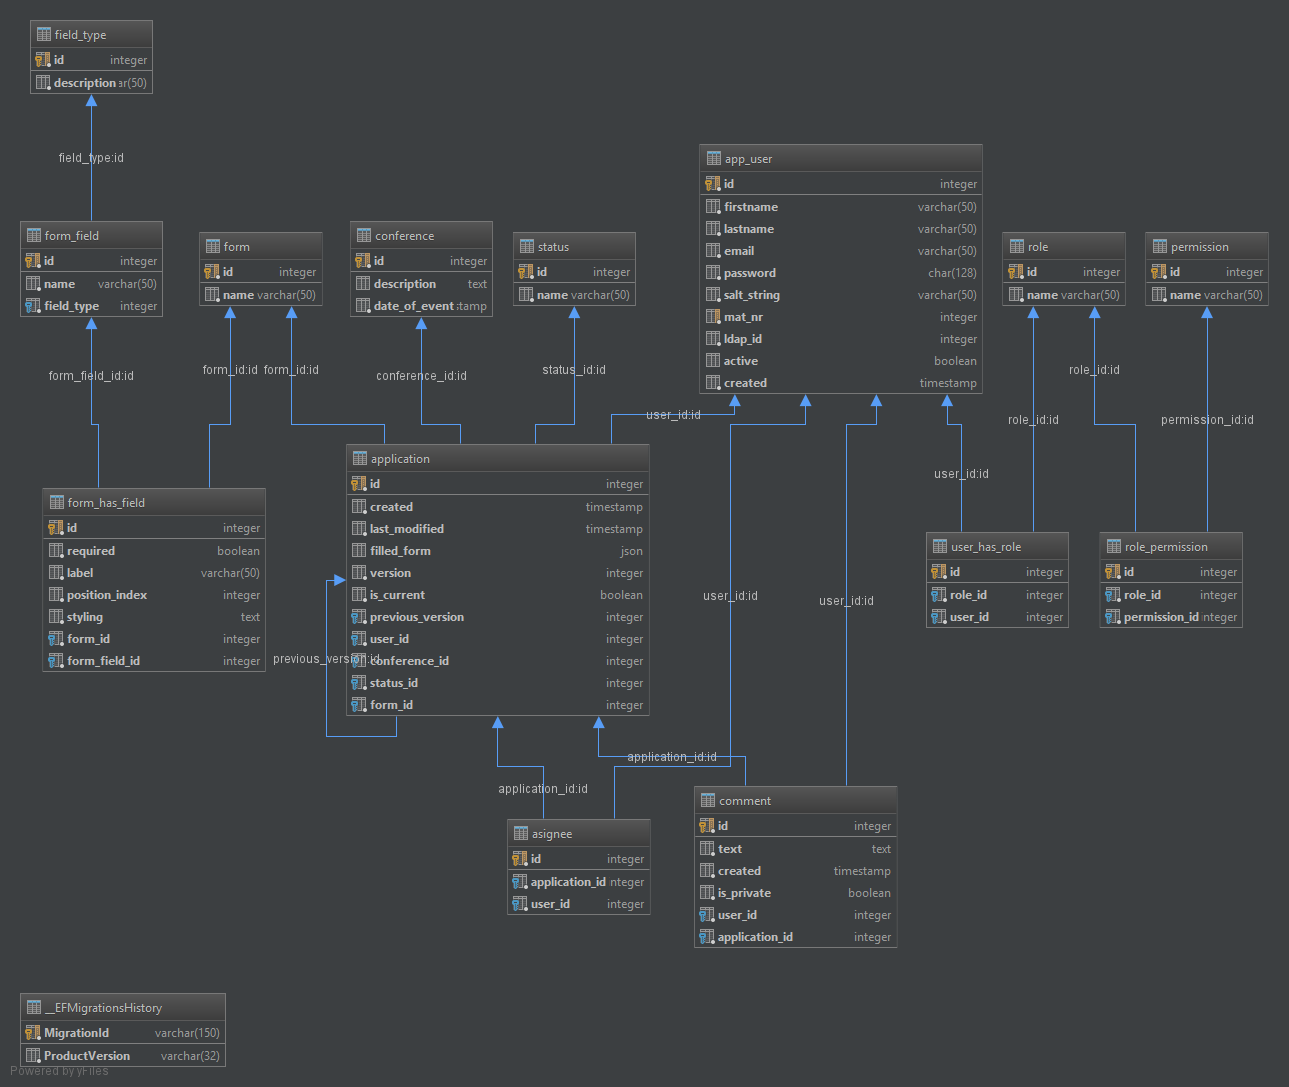 field_type
id integer
description ar(50)
field_type:id
form_field
id integer
name varchar(50)
field_type integer
form
id integer
name varchar(50)
conference
id integer
description text
date_of_event stamp
status
id integer
name varchar(50)
app_user
id integer
firstname varchar(50)
lastname varchar(50)
email varchar(50)
password char(128)
salt_string varchar(50)
mat_nr integer
ldap_id integer
active boolean
created timestamp
role
id integer
name varchar(50)
permission
id integer
name varchar(50)
form_field_id:id
form_id:id
form_id:id
conference_id:id
status_id:id
user_id:id
role_id:id
role_id:id
permission_id:id
user_id:id
form_has_field
id integer
required boolean
label varchar(50)
position_index integer
styling text
form_id integer
form_field_id integer
application
id integer
created timestamp
last_modified timestamp
filled_form json
version integer
is_current boolean
previous_version integer
user_id integer
conference_id integer
status_id integer
form_id integer
previous_version:id
user_id:id
user_id:id
user_has_role
id integer
role_id integer
user_id integer
role_permission
id integer
role_id integer
permission_id integer
application_id:id
application_id:id
asignee
id integer
application_id nteger
user_id integer
comment
id integer
text text
created timestamp
is_private boolean
user_id integer
application_id integer
__EFMigrationsHistory
MigrationId varchar(150)
ProductVersion varchar(32)
Powered by yFiles